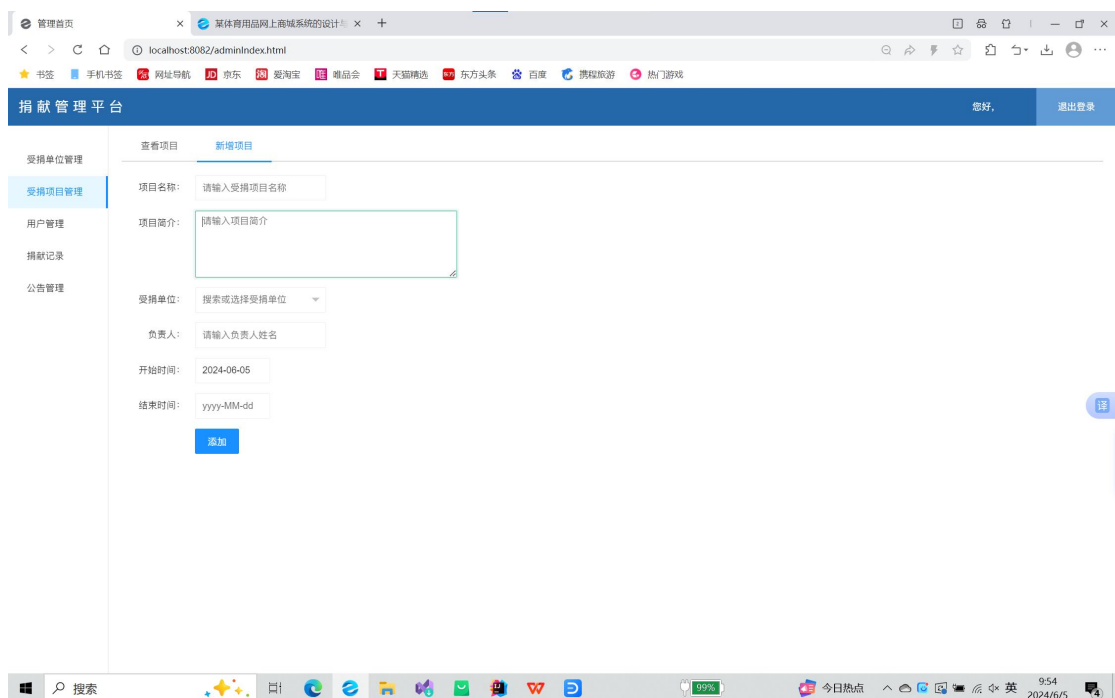 管理首页
某体育用品网上商城系统的设计与
localhost:8082/adminIndex.html
书签 手机书签 网址导航 JD 京东 爱淘宝 唯品会 天猫精选 东方头条 百度 携程旅游 热门游戏
捐献管理平台 您好, 退出登录
查看项目 新增项目
受捐单位管理
受捐项目管理
用户管理
捐献记录
公告管理
项目名称: 请输入受捐项目名称
项目简介: 请输入项目简介
受捐单位: 搜索或选择受捐单位
负责人: 请输入负责人姓名
开始时间: 2024-06-05
结束时间: yyyy-MM-dd
添加
译
搜索 99% 今日热点 英 9:54
2024/6/5